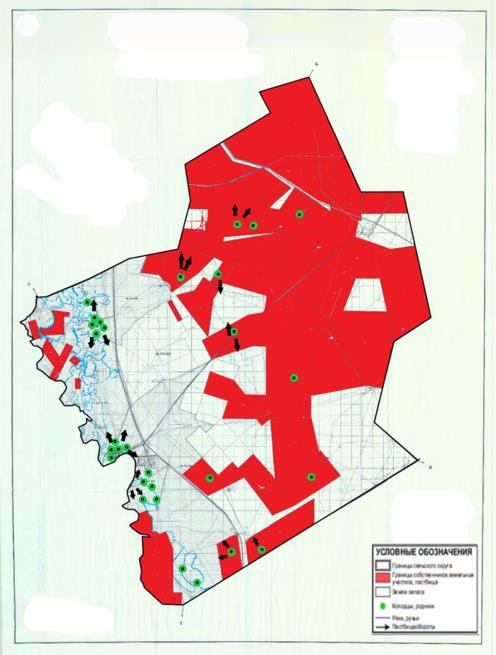 Б
А
В
Г
УСЛОВНЫЕ ОБОЗНАЧЕНИЯ
Границы сельского округа
Границы собственников земельных
участков, пастбища
Земли запаса
Колодцы, родники
Реки, ручьи
Пастбищеобороты